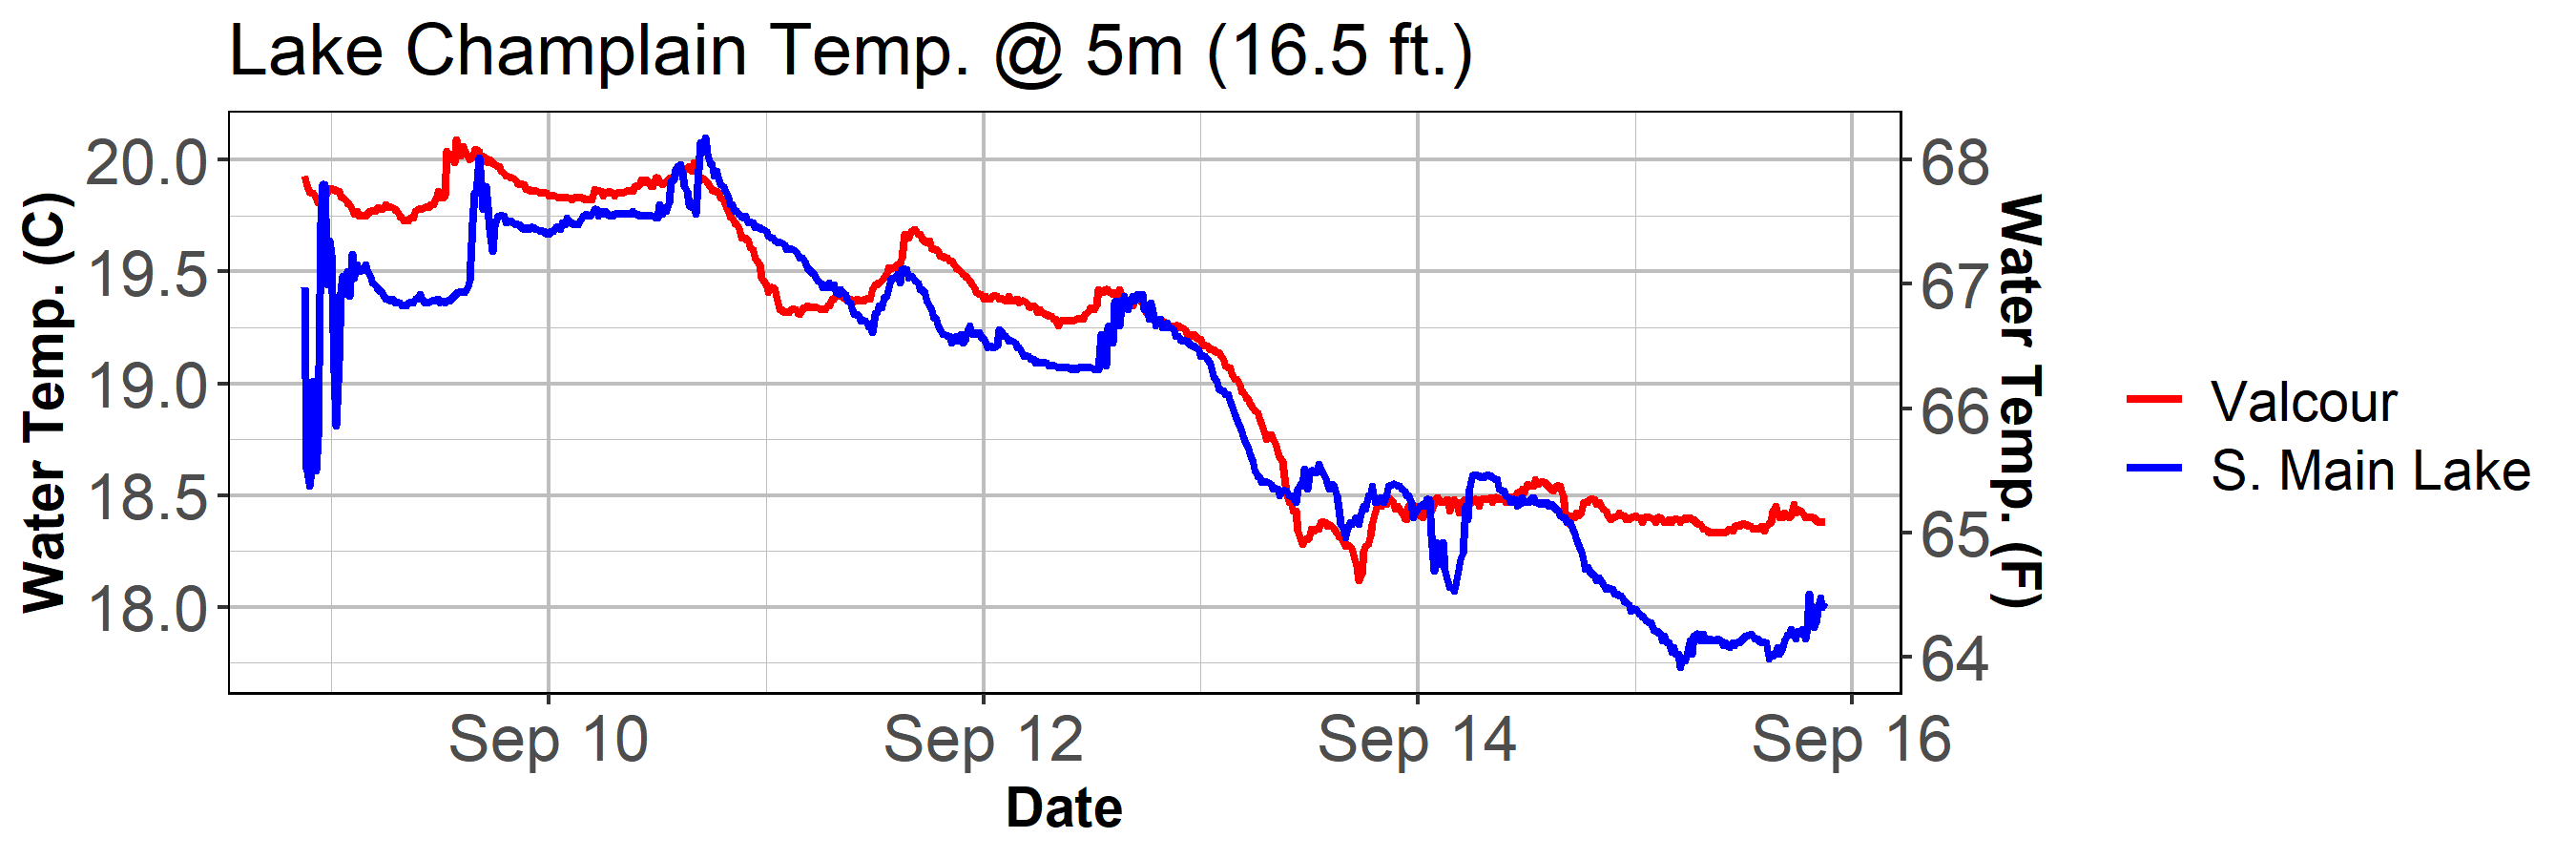 Lake Champlain Temp. @ 5m (16.5 ft.)
Water Temp. (C)
20.0
19.5
19.0
18.5
18.0
68
67
66
65
64
Water Temp. (F)
Sep 10
Sep 12
Sep 14
Sep 16
Date
Valcour
S. Main Lake